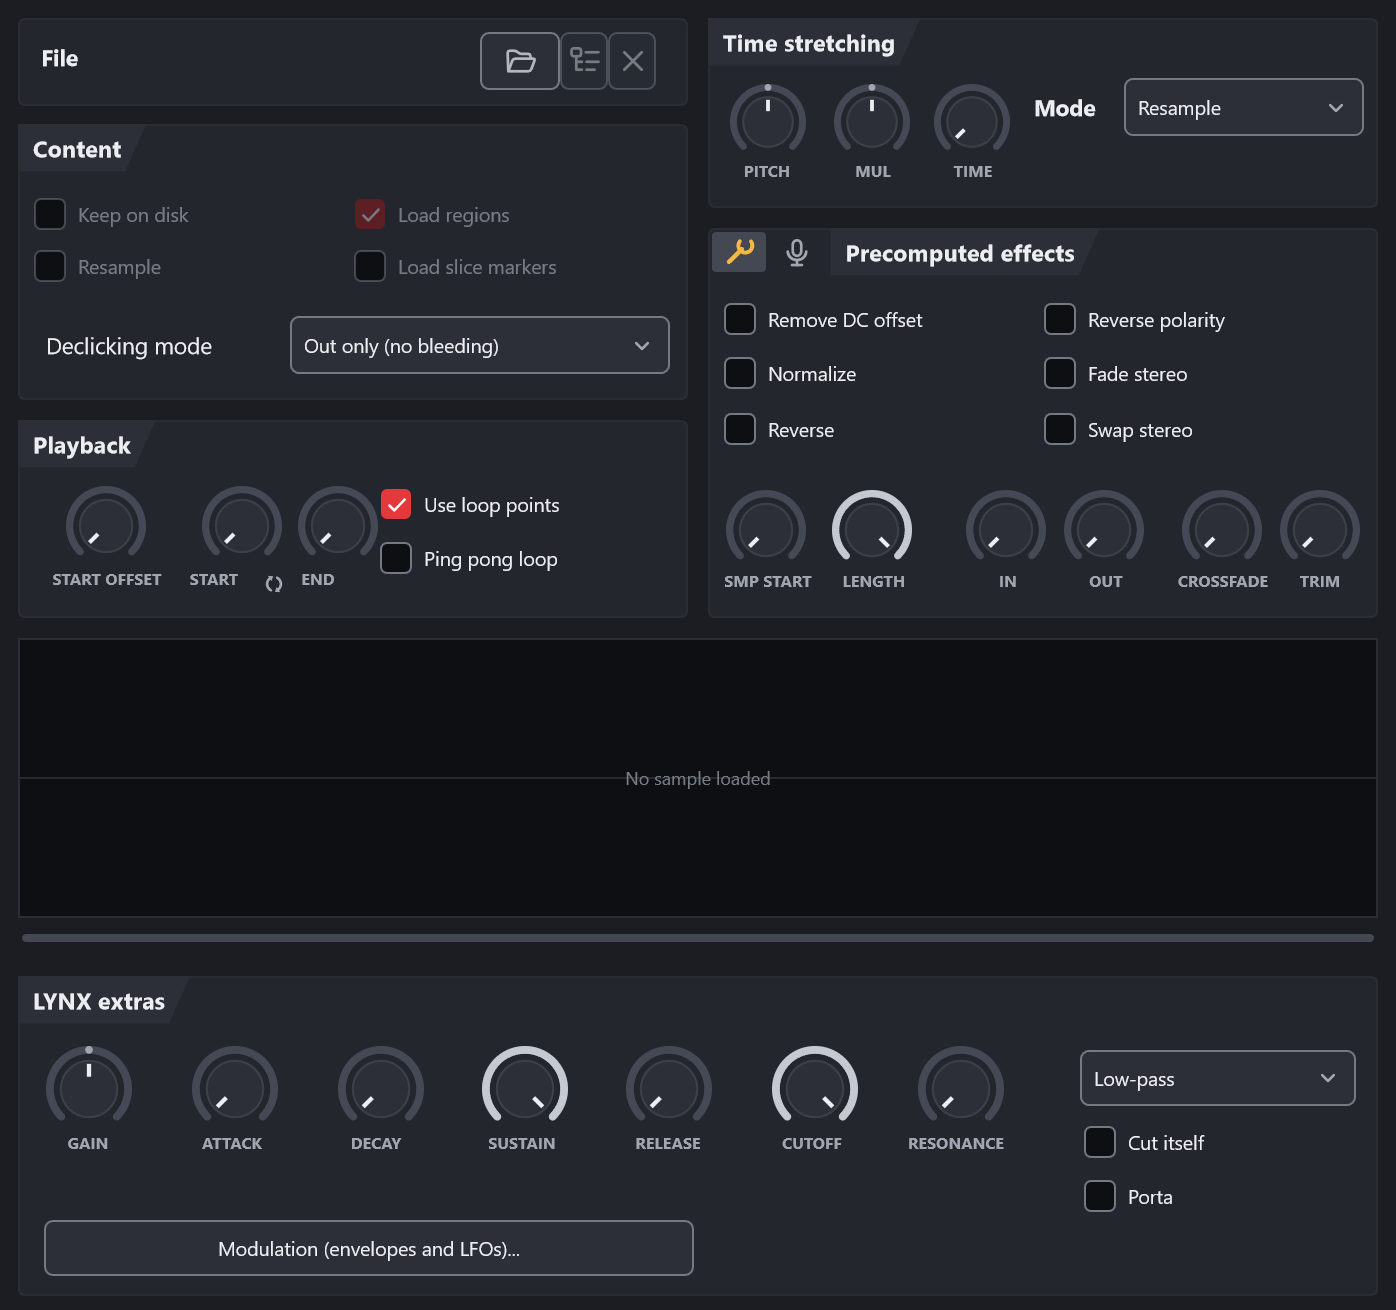 File
Content
Keep on disk
Load regions
Resample
Load slice markers
Declicking mode
Out only (no bleeding)
Playback
START OFFSET
START
END
Use loop points
Ping pong loop
Time stretching
PITCH
MUL
TIME
Mode
Resample
Precomputed effects
Remove DC offset
Reverse polarity
Normalize
Fade stereo
Reverse
Swap stereo
SMP START
LENGTH
IN
OUT
CROSSFADE
TRIM
No sample loaded
LYNX extras
GAIN
ATTACK
DECAY
SUSTAIN
RELEASE
CUTOFF
RESONANCE
Low-pass
Cut itself
Porta
Modulation (envelopes and LFOs)...